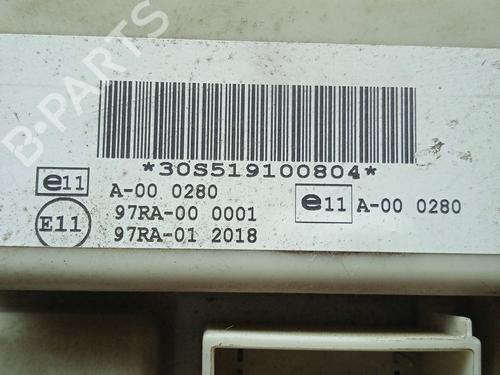 B-PARTS
*30S519100804*
e11 A-00 0280
E11 97RA-00 0001
97RA-01 2018
e11 A-00 0280